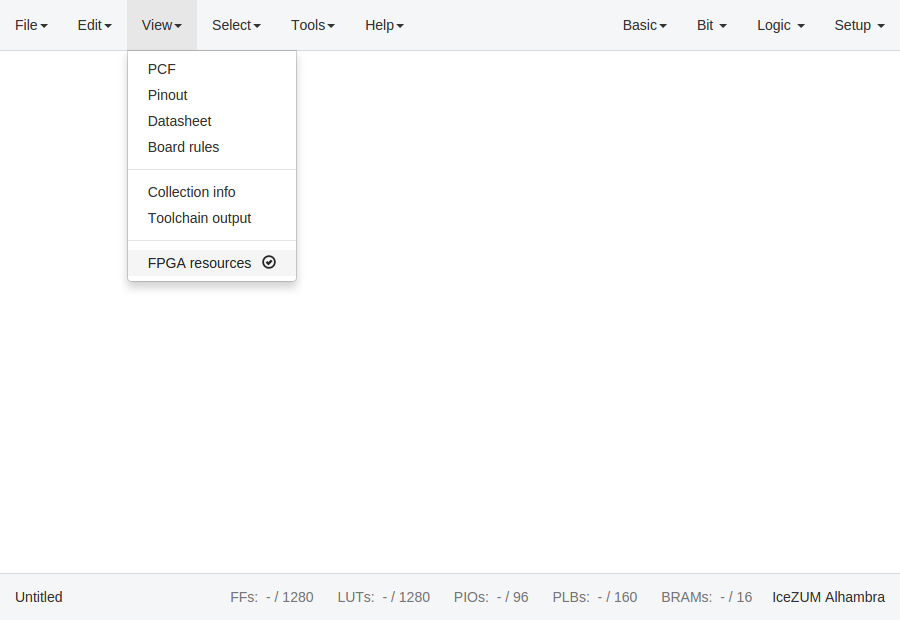 File Edit View Select Tools Help Basic Bit Logic Setup
PCF
Pinout
Datasheet
Board rules
Collection info
Toolchain output
FPGA resources
Untitled FFs: - / 1280 LUTs: - / 1280 PIOs: - / 96 PLBs: - / 160 BRAMs: - / 16 IceZUM Alhambra